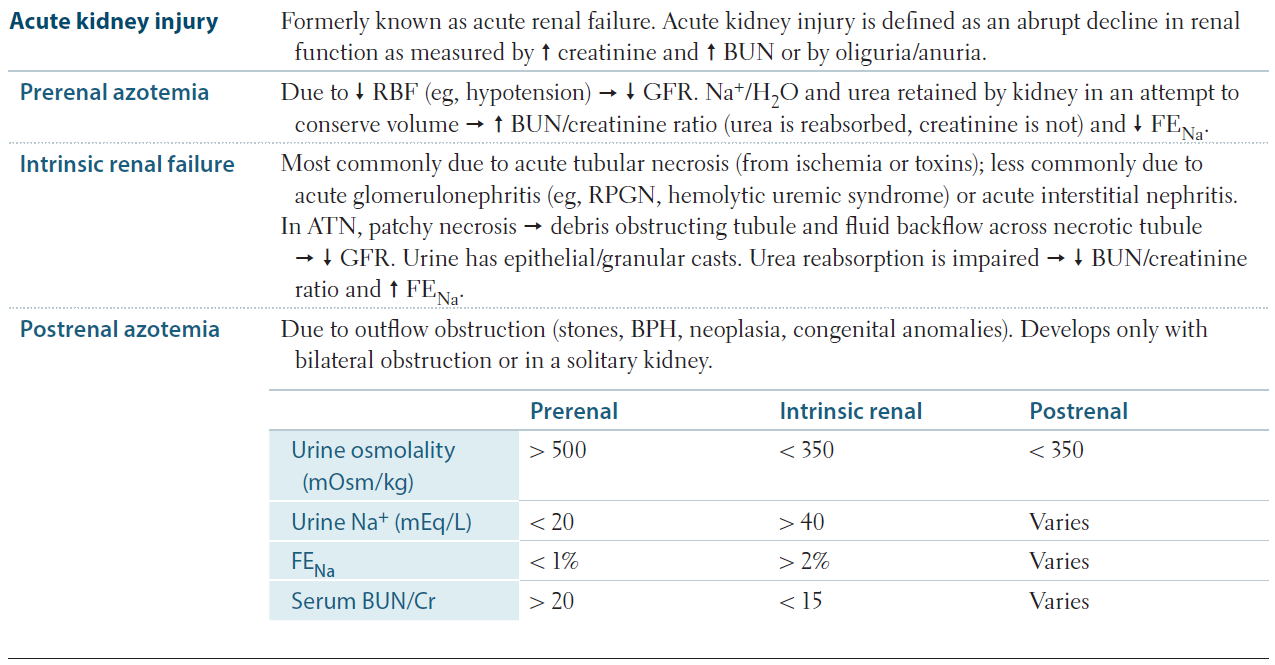 Acute kidney injury Formerly known as acute renal failure. Acute kidney injury is defined as an abrupt decline in renal
function as measured by ↑ creatinine and ↑ BUN or by oliguria/anuria.
Prerenal azotemia Due to ↓ RBF (eg, hypotension) → ↓ GFR. Na⁺/H₂O and urea retained by kidney in an attempt to
conserve volume → ↑ BUN/creatinine ratio (urea is reabsorbed, creatinine is not) and ↓ FENa.
Intrinsic renal failure Most commonly due to acute tubular necrosis (from ischemia or toxins); less commonly due to
acute glomerulonephritis (eg, RPGN, hemolytic uremic syndrome) or acute interstitial nephritis.
In ATN, patchy necrosis → debris obstructing tubule and fluid backflow across necrotic tubule
→ ↓ GFR. Urine has epithelial/granular casts. Urea reabsorption is impaired → ↓ BUN/creatinine
ratio and ↑ FENa.
Postrenal azotemia Due to outflow obstruction (stones, BPH, neoplasia, congenital anomalies). Develops only with
bilateral obstruction or in a solitary kidney.
Prerenal Intrinsic renal Postrenal
Urine osmolality > 500 < 350 < 350
(mOsm/kg)
Urine Na⁺ (mEq/L) < 20 > 40 Varies
FENa < 1% > 2% Varies
Serum BUN/Cr > 20 < 15 Varies